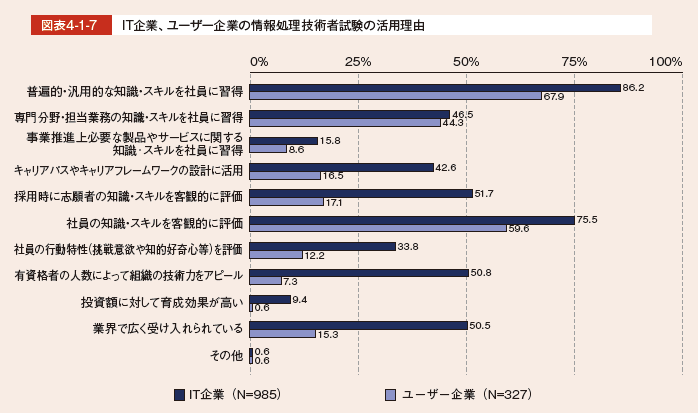 図表4-1-7 IT企業、ユーザー企業の情報処理技術者試験の活用理由
0% 25% 50% 75% 100%
普遍的・汎用的な知識・スキルを社員に習得 86.2
67.9
専門分野・担当業務の知識・スキルを社員に習得 46.5
44.3
事業推進上必要な製品やサービスに関する
知識・スキルを社員に習得 15.8
8.6
キャリアパスやキャリアフレームワークの設計に活用 42.6
16.5
採用時に志願者の知識・スキルを客観的に評価 51.7
17.1
社員の知識・スキルを客観的に評価 75.5
59.6
社員の行動特性(挑戦意欲や知的好奇心等)を評価 33.8
12.2
有資格者の人数によって組織の技術力をアピール 50.8
7.3
投資額に対して育成効果が高い 9.4
0.6
業界で広く受け入れられている 50.5
15.3
その他 0.6
0.6
IT企業（N=985） ユーザー企業（N=327）